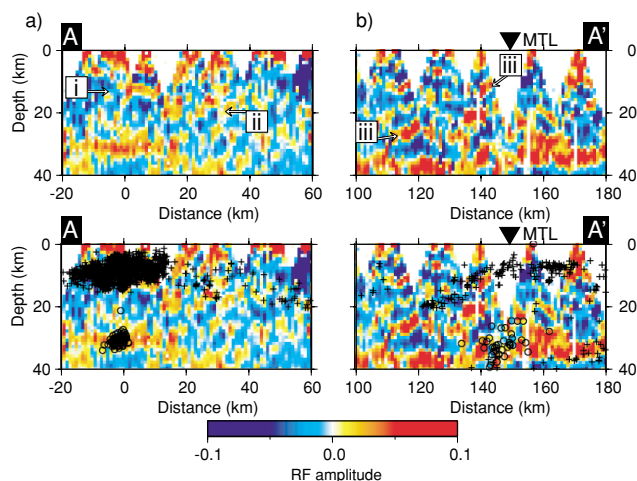 a) b)
A MTL A'
Depth (km)
0 20 40
i ii
iii iii
-20 0 20 40 60
100 120 140 160 180
Distance (km) Distance (km)
A MTL A'
Depth (km)
0 20 40
-20 0 20 40 60
100 120 140 160 180
Distance (km) Distance (km)
-0.1 0.0 0.1
RF amplitude